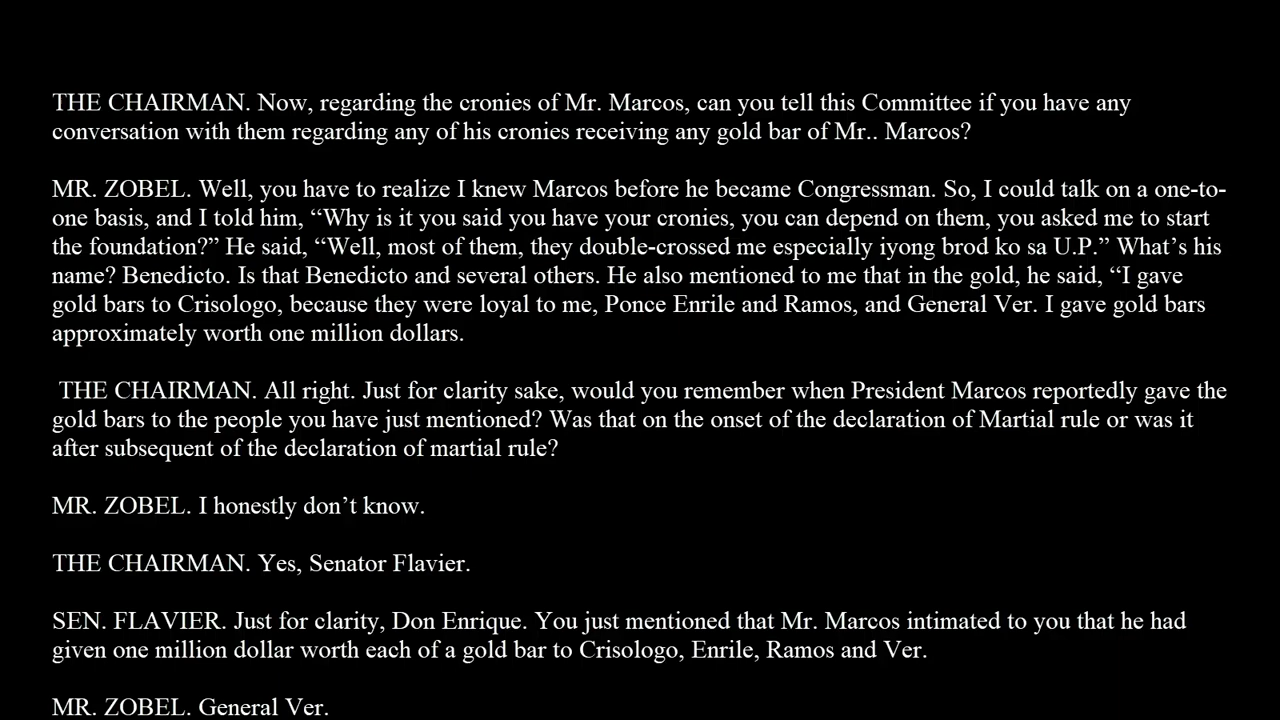 THE CHAIRMAN. Now, regarding the cronies of Mr. Marcos, can you tell this Committee if you have any
conversation with them regarding any of his cronies receiving any gold bar of Mr.. Marcos?
MR. ZOBEL. Well, you have to realize I knew Marcos before he became Congressman. So, I could talk on a one-to-
one basis, and I told him, “Why is it you said you have your cronies, you can depend on them, you asked me to start
the foundation?” He said, “Well, most of them, they double-crossed me especially iyong brod ko sa U.P.” What’s his
name? Benedicto. Is that Benedicto and several others. He also mentioned to me that in the gold, he said, “I gave
gold bars to Crisologo, because they were loyal to me, Ponce Enrile and Ramos, and General Ver. I gave gold bars
approximately worth one million dollars.
THE CHAIRMAN. All right. Just for clarity sake, would you remember when President Marcos reportedly gave the
gold bars to the people you have just mentioned? Was that on the onset of the declaration of Martial rule or was it
after subsequent of the declaration of martial rule?
MR. ZOBEL. I honestly don’t know.
THE CHAIRMAN. Yes, Senator Flavier.
SEN. FLAVIER. Just for clarity, Don Enrique. You just mentioned that Mr. Marcos intimated to you that he had
given one million dollar worth each of a gold bar to Crisologo, Enrile, Ramos and Ver.
MR. ZOBEL. General Ver.